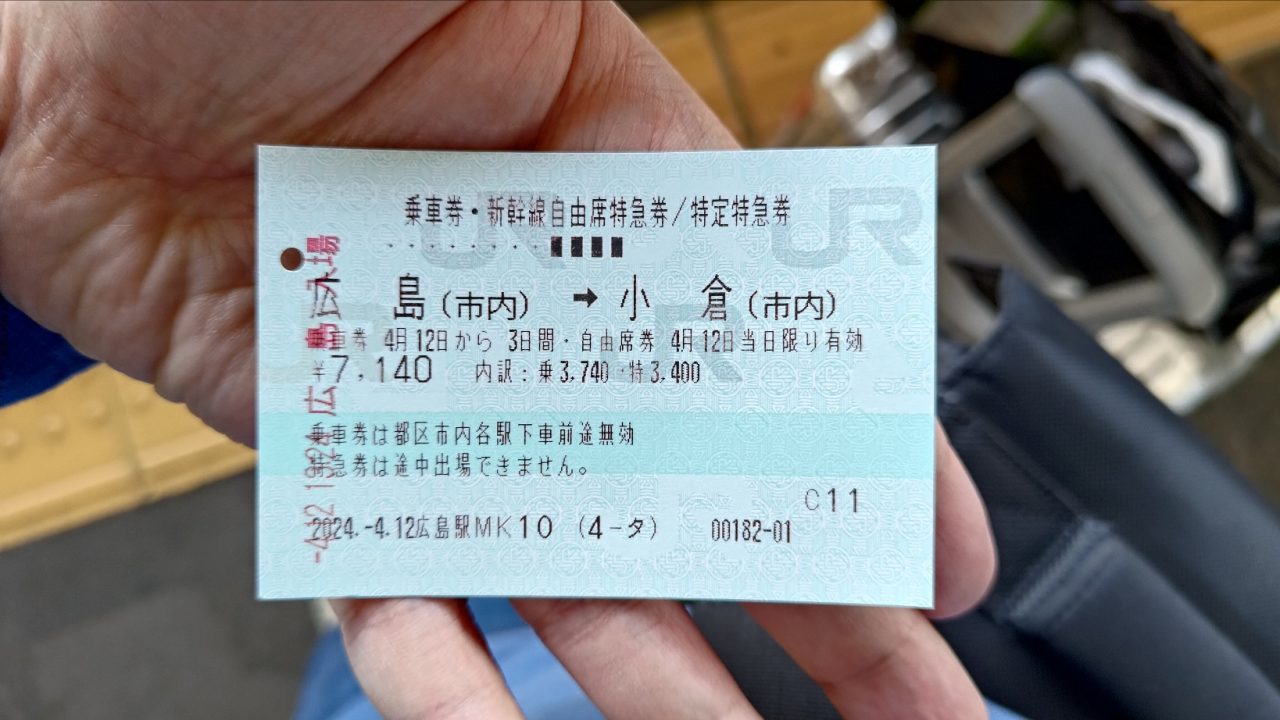 乗車券・新幹線自由席特急券/特定特急券
島(市内) ➡ 小 倉(市内)
車券 4月12日から 3日間・自由席券 4月12日当日限り有効
¥7,140 内訳:乗3,740・特3,400
乗車券は都区市内各駅下車前途無効
特急券は途中出場できません。
C11
2024.-4.12広島駅MK10 (4-タ) 00182-01
JR
JR